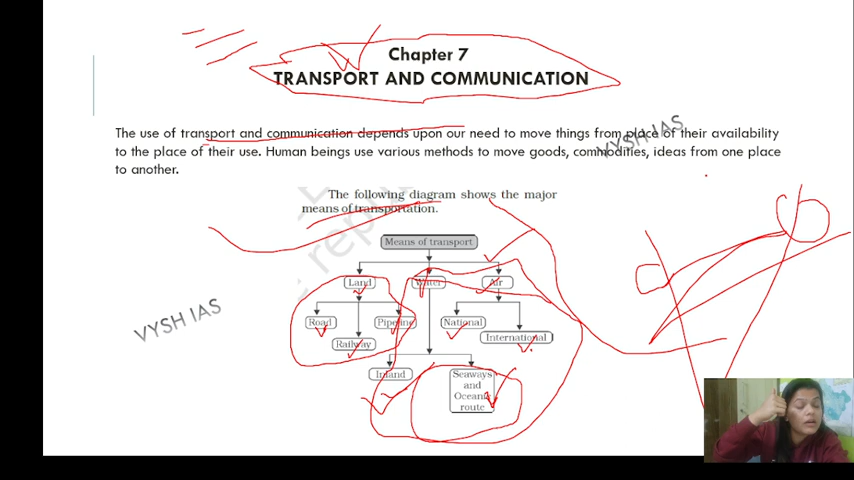 Chapter 7
TRANSPORT AND COMMUNICATION
The use of transport and communication depends upon our need to move things from place of their availability
to the place of their use. Human beings use various methods to move goods, commodities, ideas from one place
to another.
VYSH IAS
The following diagram shows the major
means of transportation.
Means of transport
Land
Water
Air
Road
Pipeline
National
Railway
International
Inland
Seaways
and
Oceanic
route
VYSH IAS